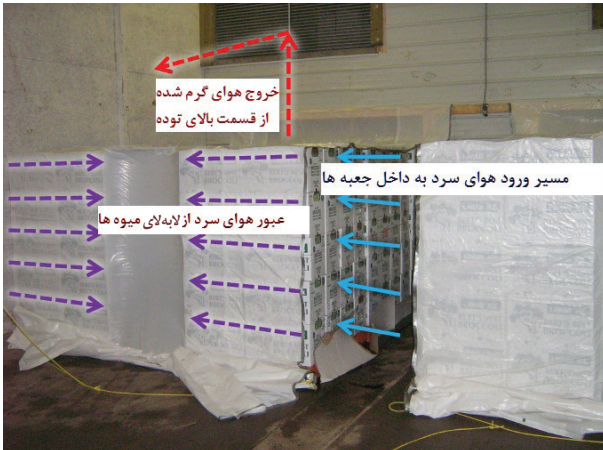 خروج هوای گرم شده
از قسمت بالای توده
مسیر ورود هوای سرد به داخل جعبه ها
عبور هوای سرد از لابه‌لای میوه ها